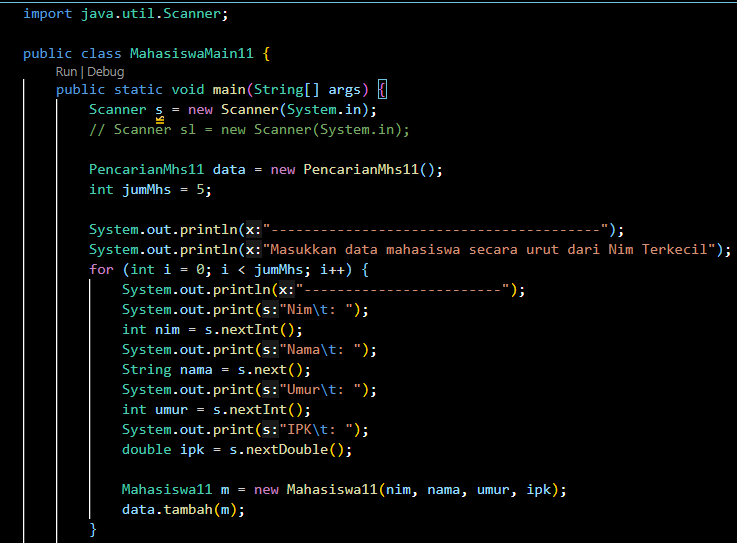 import java.util.Scanner;
public class MahasiswaMain11 {
Run | Debug
public static void main(String[] args) {
Scanner s = new Scanner(System.in);
// Scanner sl = new Scanner(System.in);
PencarianMhs11 data = new PencarianMhs11();
int jumMhs = 5;
System.out.println(x:"----------------------------------------");
System.out.println(x:"Masukkan data mahasiswa secara urut dari Nim Terkecil");
for (int i = 0; i < jumMhs; i++) {
System.out.println(x:"------------------------");
System.out.print(s:"Nim\t: ");
int nim = s.nextInt();
System.out.print(s:"Nama\t: ");
String nama = s.next();
System.out.print(s:"Umur\t: ");
int umur = s.nextInt();
System.out.print(s:"IPK\t: ");
double ipk = s.nextDouble();
Mahasiswa11 m = new Mahasiswa11(nim, nama, umur, ipk);
data.tambah(m);
}